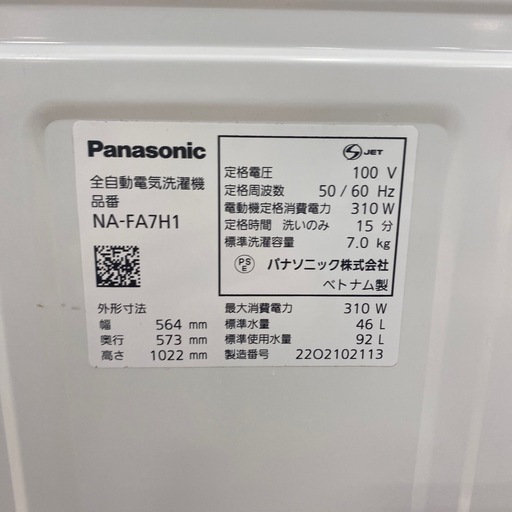 Panasonic
全自動電気洗濯機
品番
NA-FA7H1
外形寸法
幅 564 mm
奥行 573 mm
高さ 1022 mm
S JET
定格電圧 100 V
定格周波数 50 / 60 Hz
電動機定格消費電力 310 W
定格時間 洗いのみ 15 分
標準洗濯容量 7.0 kg
PS E パナソニック株式会社
ベトナム製
最大消費電力 310 W
標準水量 46 L
標準使用水量 92 L
製造番号 22O2102113